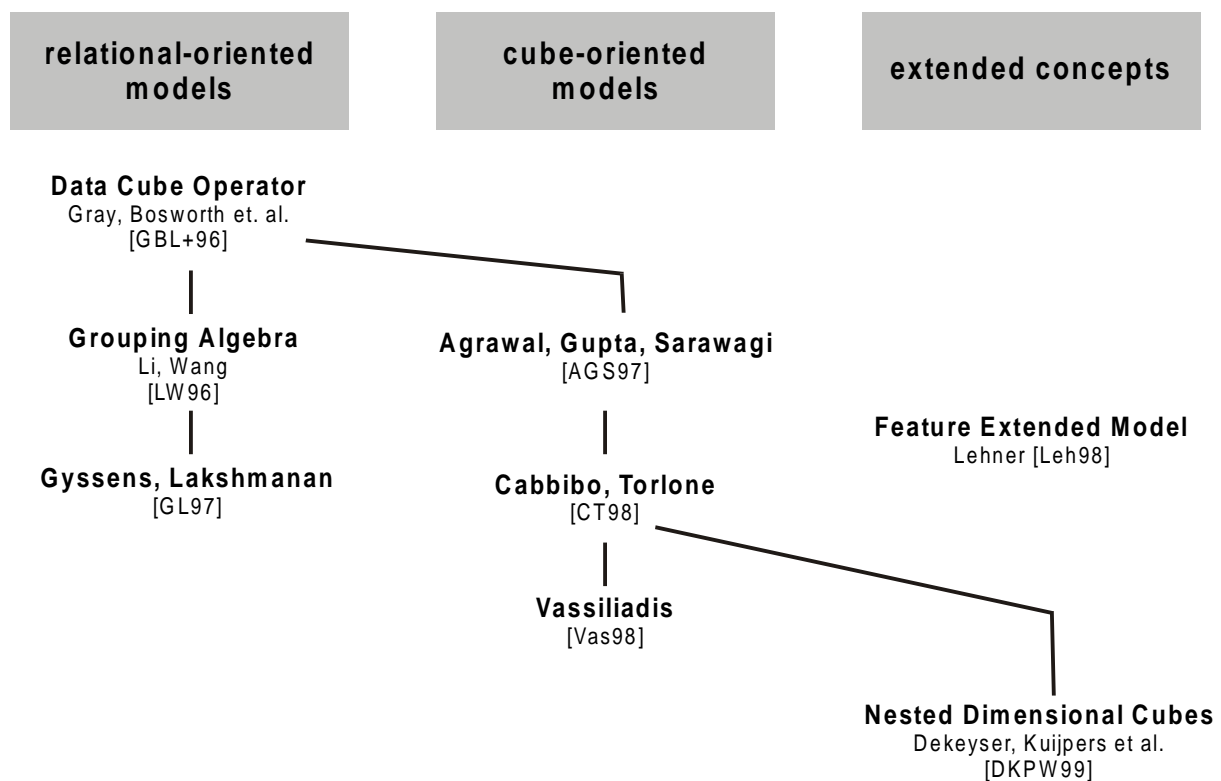 relational-oriented
models
cube-oriented
models
extended concepts
Data Cube Operator
Gray, Bosworth et. al.
[GBL+96]
Grouping Algebra
Li, Wang
[LW96]
Gyssens, Lakshmanan
[GL97]
Agrawal, Gupta, Sarawagi
[AGS97]
Cabbibo, Torlone
[CT98]
Vassiliadis
[Vas98]
Feature Extended Model
Lehner [Leh98]
Nested Dimensional Cubes
Dekeyser, Kuijpers et al.
[DKPW99]